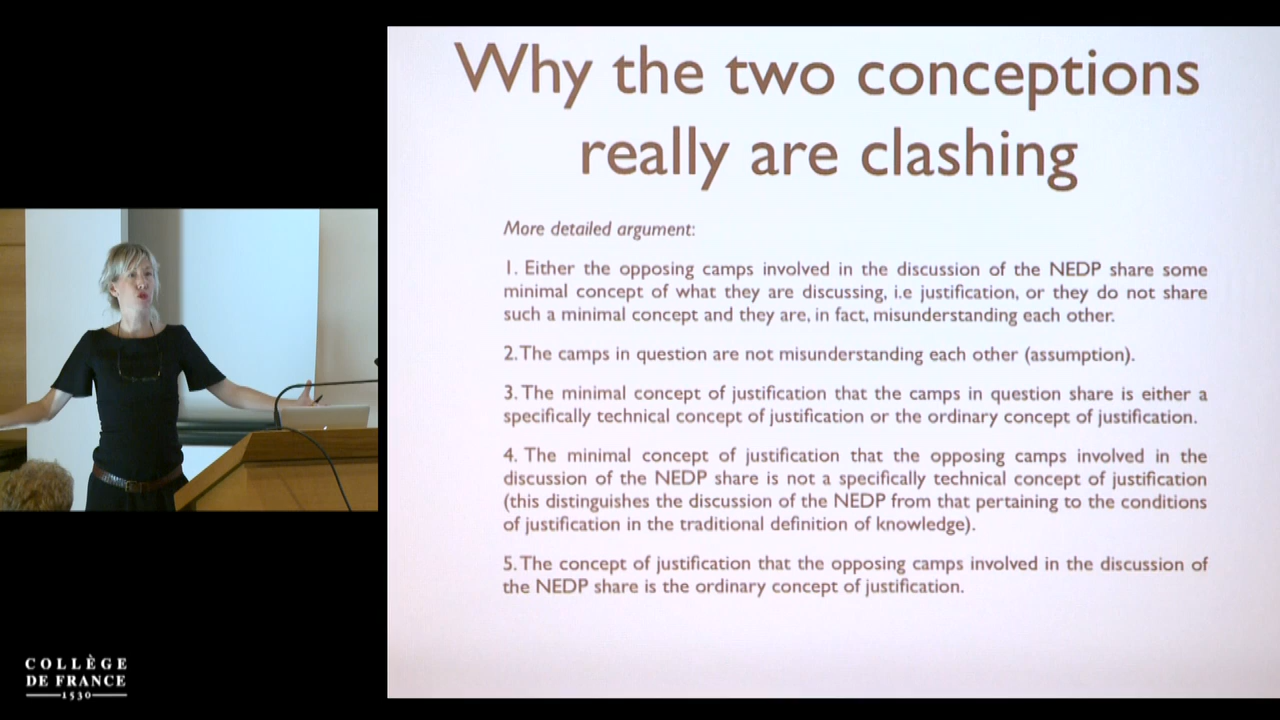 Why the two conceptions
really are clashing
More detailed argument:
1. Either the opposing camps involved in the discussion of the NEDP share some
minimal concept of what they are discussing, i.e justification, or they do not share
such a minimal concept and they are, in fact, misunderstanding each other.
2. The camps in question are not misunderstanding each other (assumption).
3. The minimal concept of justification that the camps in question share is either a
specifically technical concept of justification or the ordinary concept of justification.
4. The minimal concept of justification that the opposing camps involved in the
discussion of the NEDP share is not a specifically technical concept of justification
(this distinguishes the discussion of the NEDP from that pertaining to the conditions
of justification in the traditional definition of knowledge).
5. The concept of justification that the opposing camps involved in the discussion of
the NEDP share is the ordinary concept of justification.
COLLÈGE
DE FRANCE
1530